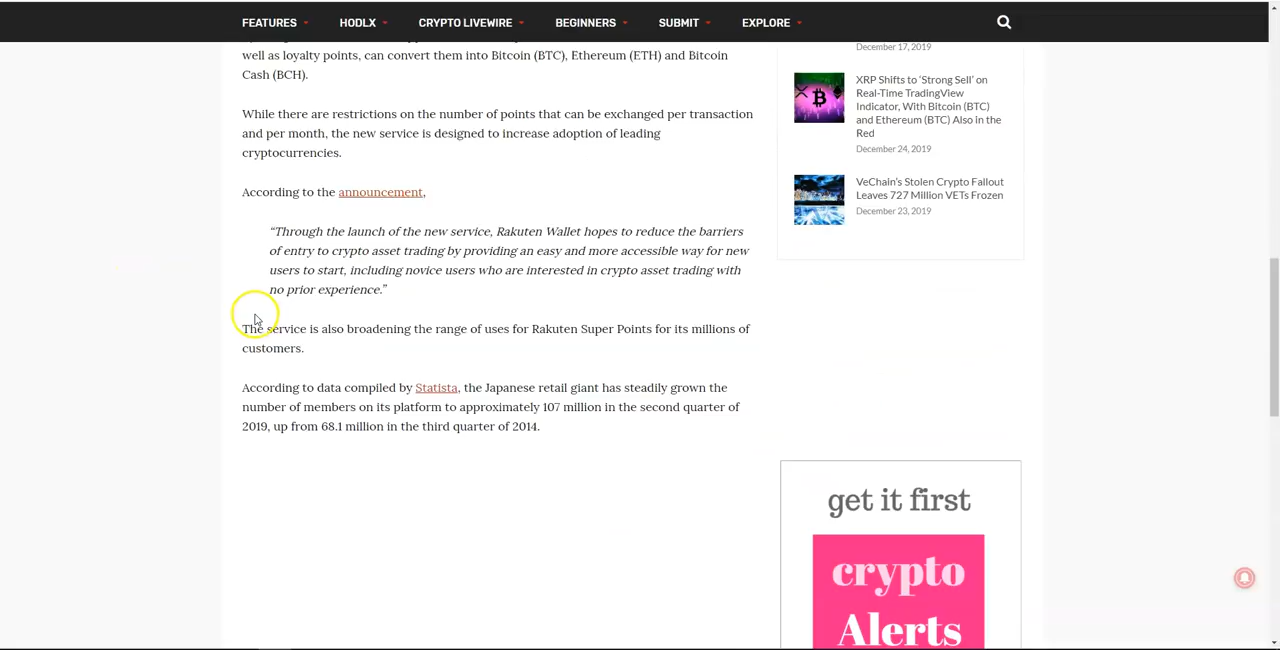 FEATURES HODLX CRYPTO LIVEWIRE BEGINNERS SUBMIT EXPLORE
well as loyalty points, can convert them into Bitcoin (BTC), Ethereum (ETH) and Bitcoin
Cash (BCH).
While there are restrictions on the number of points that can be exchanged per transaction
and per month, the new service is designed to increase adoption of leading
cryptocurrencies.
According to the announcement,
“Through the launch of the new service, Rakuten Wallet hopes to reduce the barriers
of entry to crypto asset trading by providing an easy and more accessible way for new
users to start, including novice users who are interested in crypto asset trading with
no prior experience.”
The service is also broadening the range of uses for Rakuten Super Points for its millions of
customers.
According to data compiled by Statista, the Japanese retail giant has steadily grown the
number of members on its platform to approximately 107 million in the second quarter of
2019, up from 68.1 million in the third quarter of 2014.
December 17, 2019
XRP Shifts to ‘Strong Sell’ on
Real-Time TradingView
Indicator, With Bitcoin (BTC)
and Ethereum (BTC) Also in the
Red
December 24, 2019
VeChain’s Stolen Crypto Fallout
Leaves 727 Million VETs Frozen
December 23, 2019
get it first
crypto
Alerts